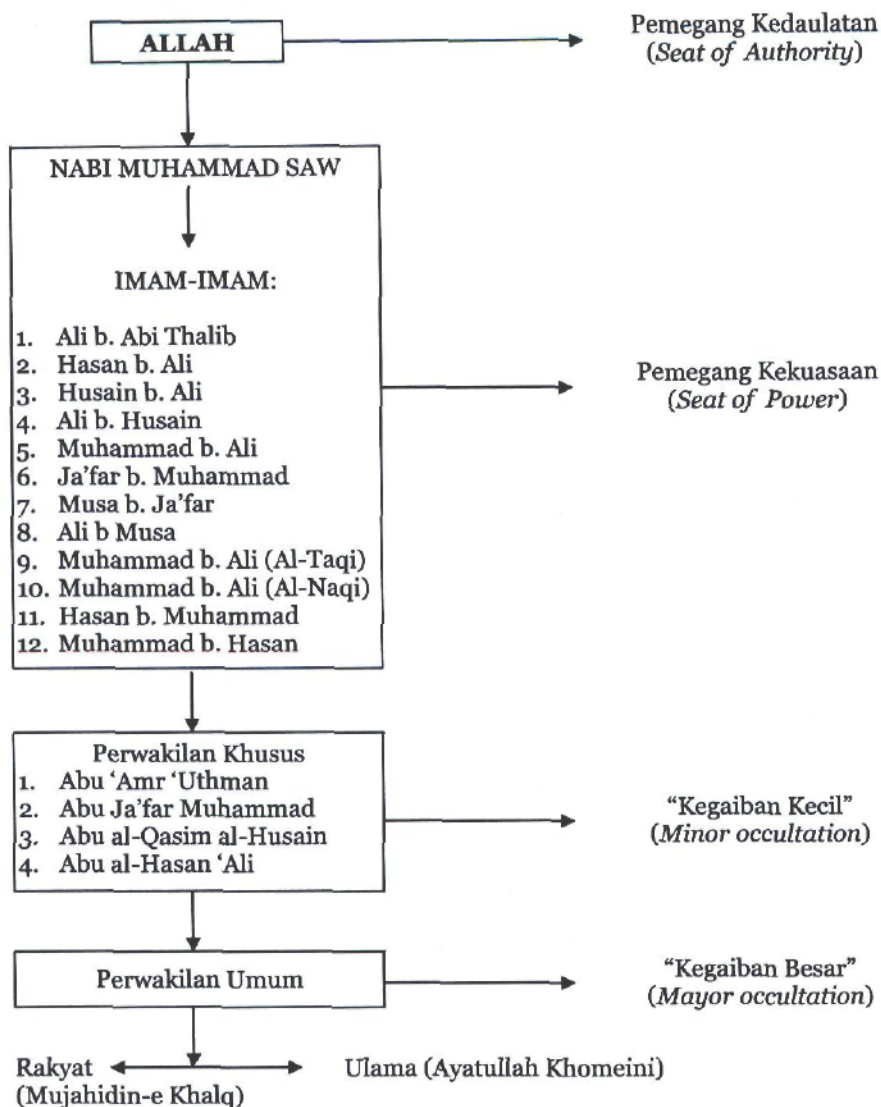 ALLAH
Pemegang Kedaulatan
(Seat of Authority)
NABI MUHAMMAD SAW
IMAM-IMAM:
1. Ali b. Abi Thalib
2. Hasan b. Ali
3. Husain b. Ali
4. Ali b. Husain
5. Muhammad b. Ali
6. Ja'far b. Muhammad
7. Musa b. Ja'far
8. Ali b Musa
9. Muhammad b. Ali (Al-Taqi)
10. Muhammad b. Ali (Al-Naqi)
11. Hasan b. Muhammad
12. Muhammad b. Hasan
Pemegang Kekuasaan
(Seat of Power)
Perwakilan Khusus
1. Abu ‘Amr ‘Uthman
2. Abu Ja'far Muhammad
3. Abu al-Qasim al-Husain
4. Abu al-Hasan ‘Ali
“Kegaiban Kecil”
(Minor occultation)
Perwakilan Umum
“Kegaiban Besar”
(Mayor occultation)
Rakyat
(Mujahidin-e Khalq)
Ulama (Ayatullah Khomeini)